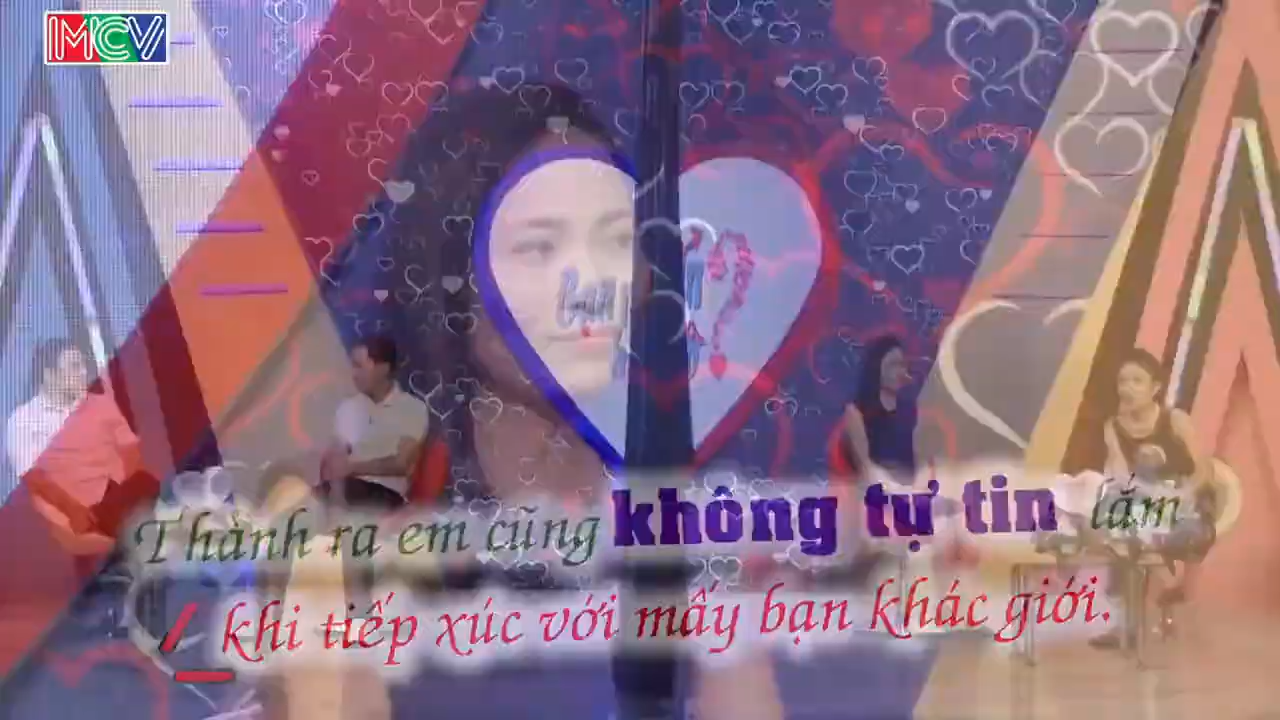 MCV
Thành ra em cũng không tự tin lắm
khi tiếp xúc với mấy bạn khác giới.